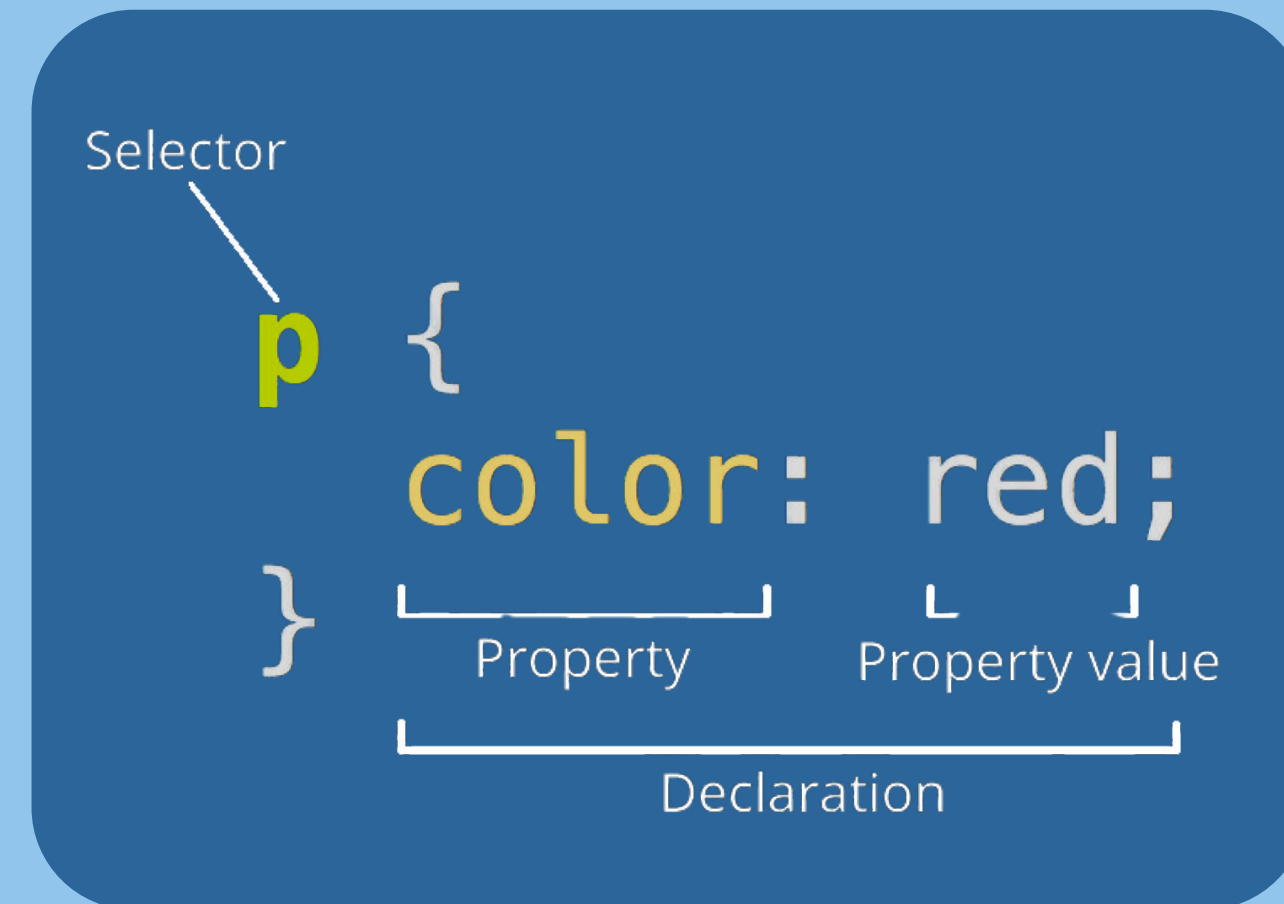 Selector
p {
color: red;
}
Property Property value
Declaration